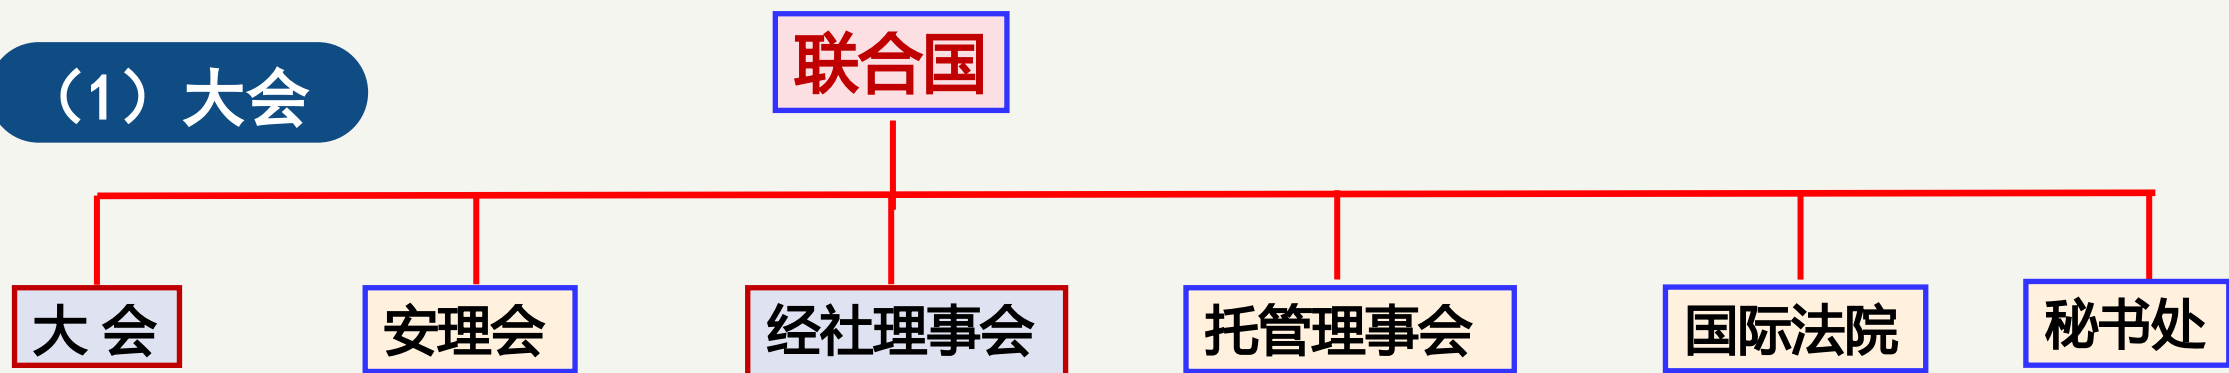 联合国
（1）大会
大 会
安理会
经社理事会
托管理事会
国际法院
秘书处